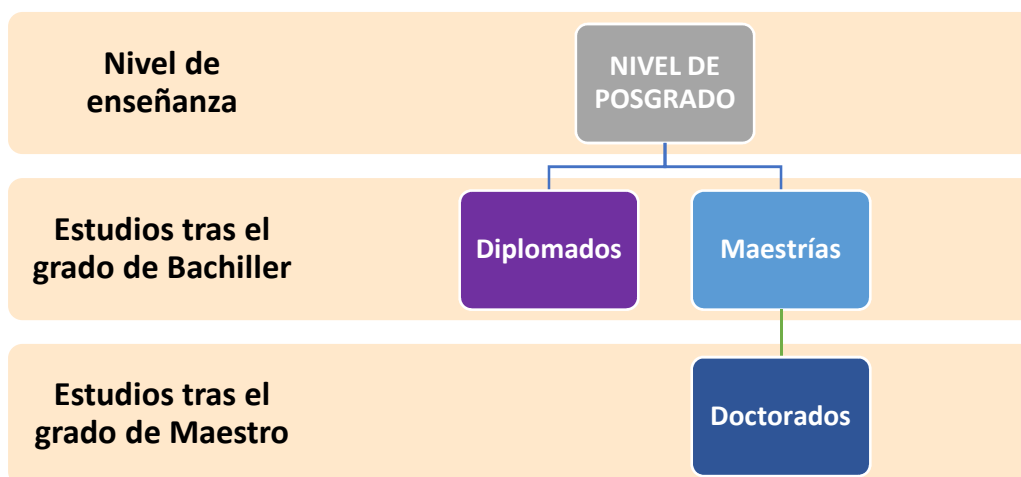 Nivel de
enseñanza
NIVEL DE
POSGRADO
Estudios tras el
grado de Bachiller
Diplomados
Maestrías
Estudios tras el
grado de Maestro
Doctorados